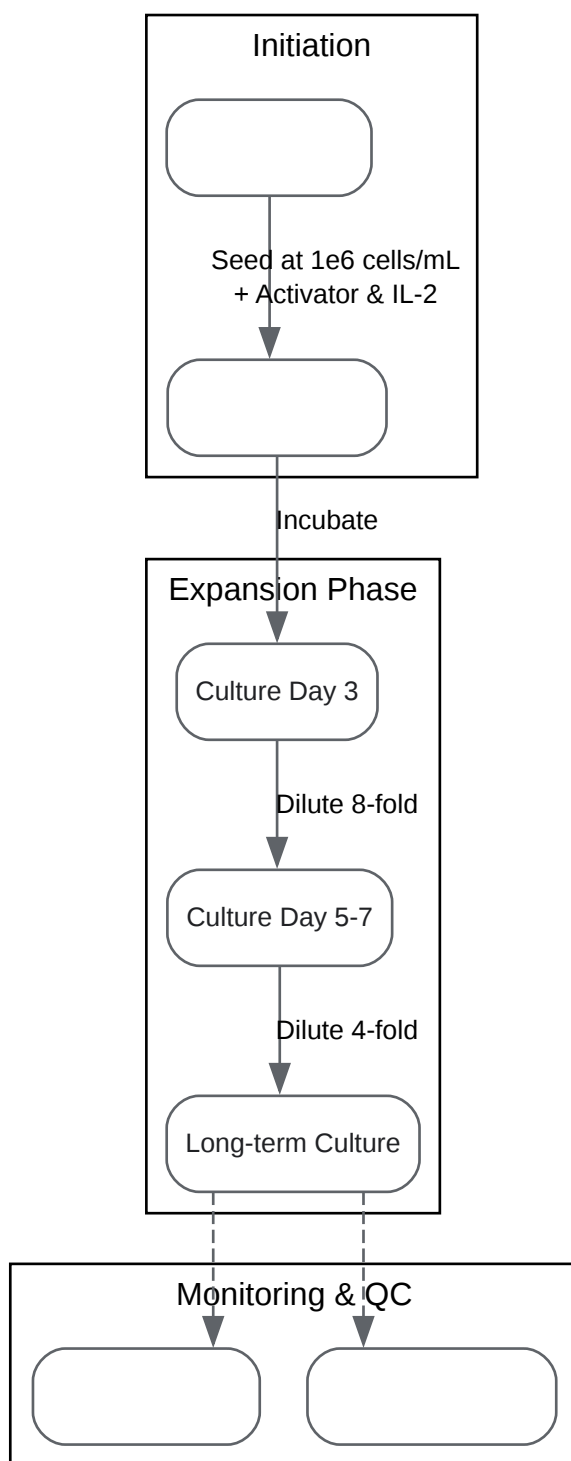 Initiation
Seed at 1e6 cells/mL
+ Activator & IL-2
Incubate
Expansion Phase
Culture Day 3
Dilute 8-fold
Culture Day 5-7
Dilute 4-fold
Long-term Culture
Monitoring & QC